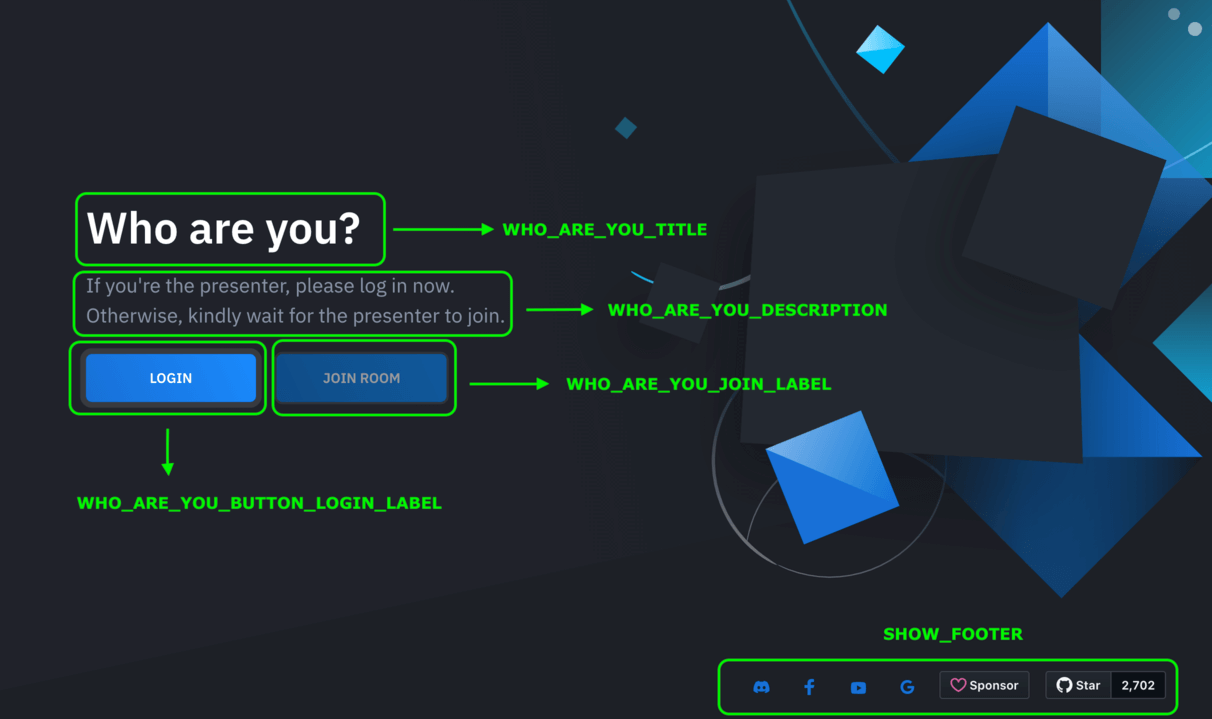 Who are you?
WHO_ARE_YOU_TITLE
If you're the presenter, please log in now.
Otherwise, kindly wait for the presenter to join.
WHO_ARE_YOU_DESCRIPTION
LOGIN
JOIN ROOM
WHO_ARE_YOU_JOIN_LABEL
WHO_ARE_YOU_BUTTON_LOGIN_LABEL
SHOW_FOOTER
Sponsor
Star
2,702